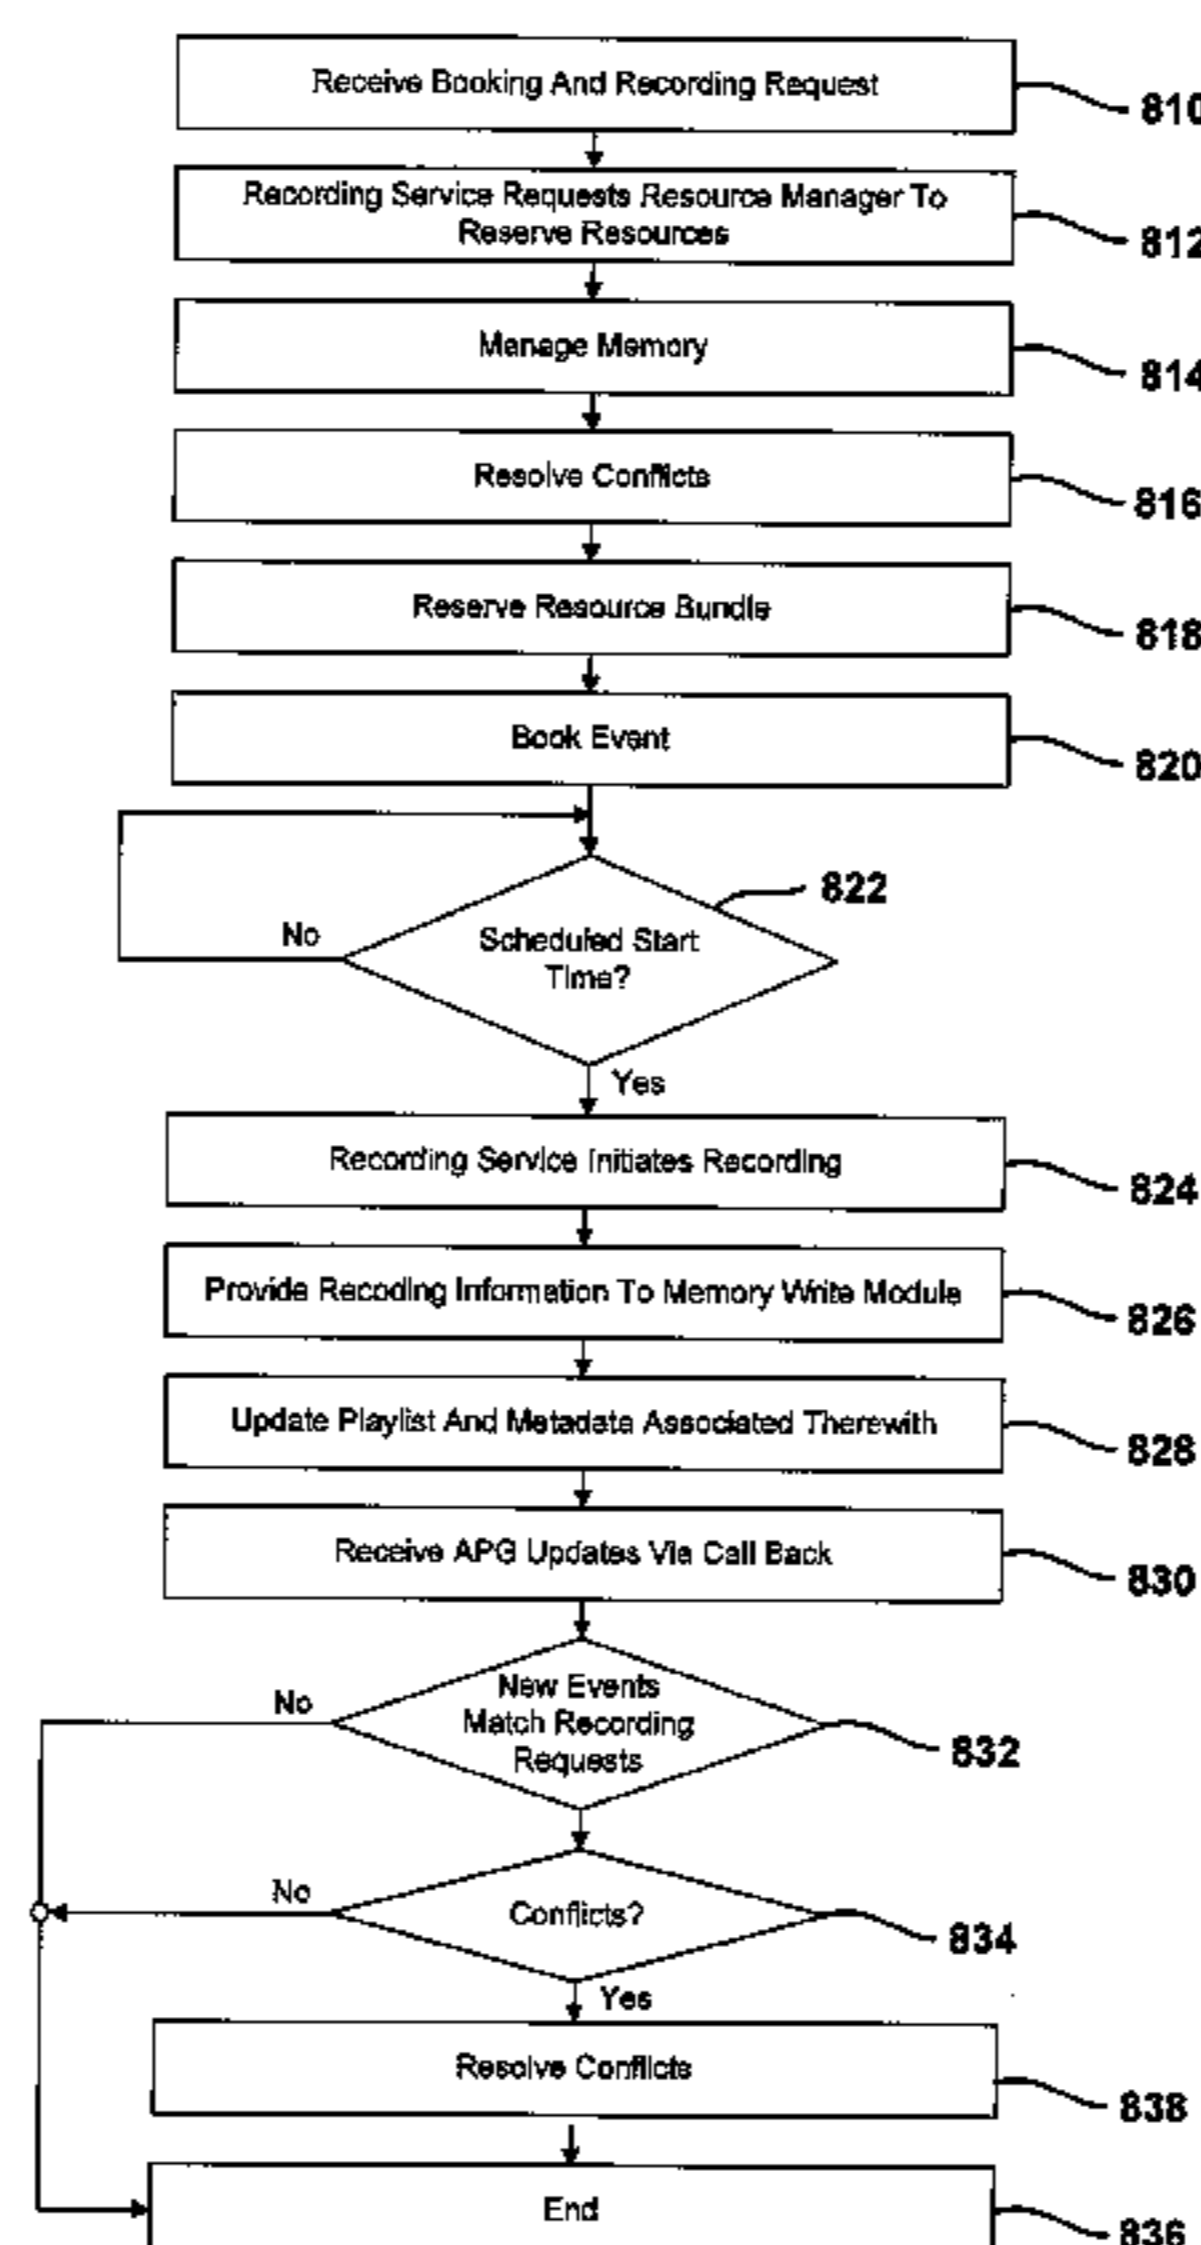 Receive Booking And Recording Request
810
Recording Service Requests Resource Manager To
Reserve Resources
812
Manage Memory
814
Resolve Conflicts
816
Reserve Resource Bundle
818
Book Event
820
822
Scheduled Start
Time?
No
Yes
Recording Service Initiates Recording
824
Provide Recoding Information To Memory Write Module
826
Update Playlist And Metadata Associated Therewith
828
Receive APG Updates Via Call Back
830
New Events
Match Recording
Requests
No
832
Conflicts?
No
834
Yes
Resolve Conflicts
838
End
836